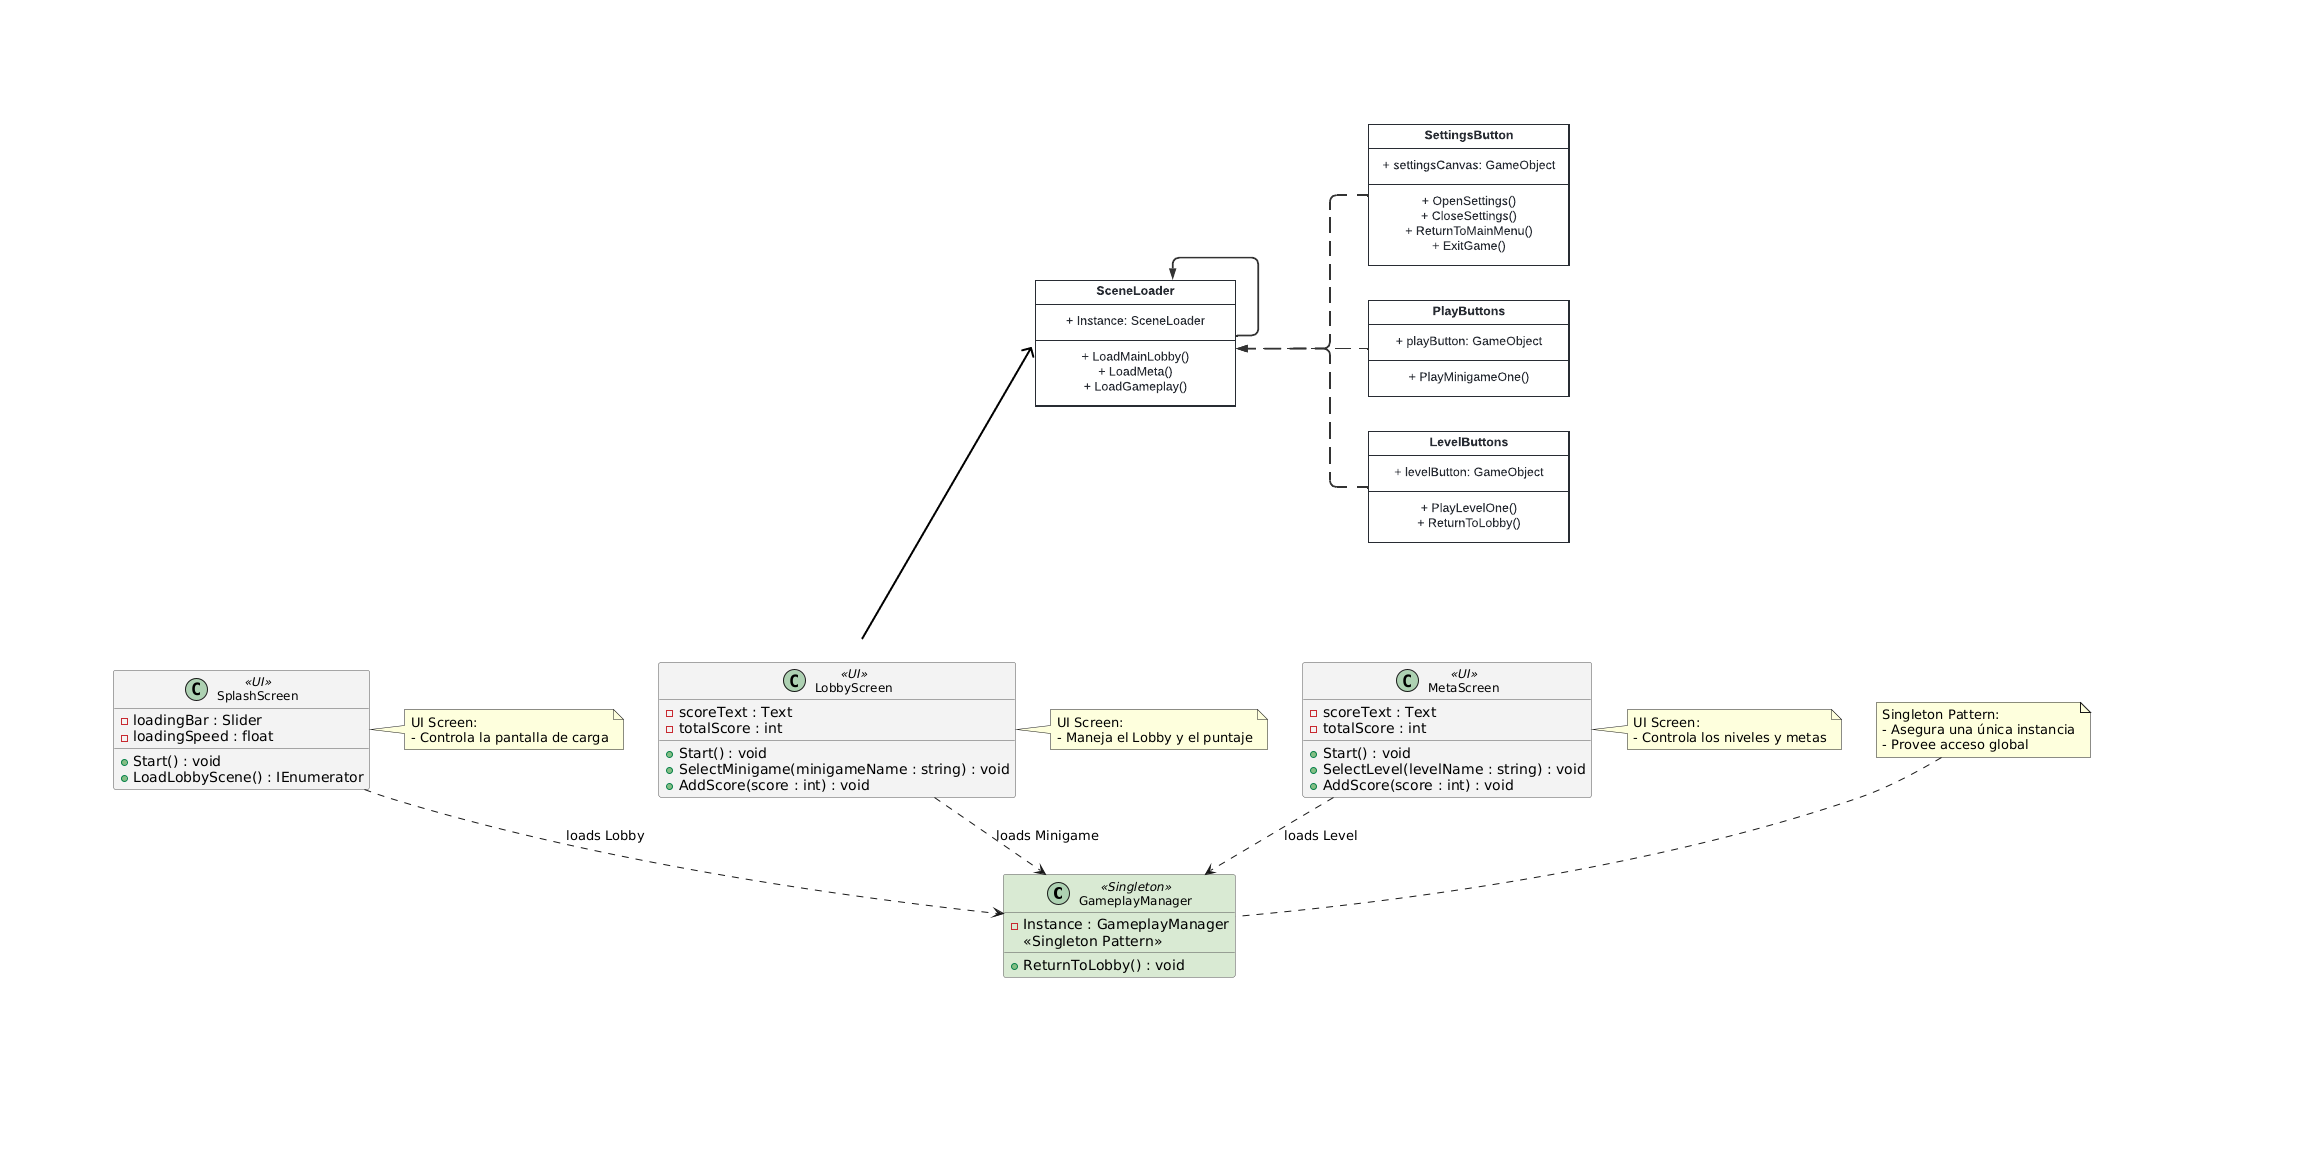 SettingsButton
+ settingsCanvas: GameObject
+ OpenSettings()
+ CloseSettings()
+ ReturnToMainMenu()
+ ExitGame()
SceneLoader
+ Instance: SceneLoader
+ LoadMainLobby()
+ LoadMeta()
+ LoadGameplay()
PlayButtons
+ playButton: GameObject
+ PlayMinigameOne()
LevelButtons
+ levelButton: GameObject
+ PlayLevelOne()
+ ReturnToLobby()
C
«UI»
SplashScreen
loadingBar : Slider
loadingSpeed : float
Start() : void
LoadLobbyScene() : IEnumerator
UI Screen:
- Controla la pantalla de carga
C
«UI»
LobbyScreen
scoreText : Text
totalScore : int
Start() : void
SelectMinigame(minigameName : string) : void
AddScore(score : int) : void
UI Screen:
- Maneja el Lobby y el puntaje
C
«UI»
MetaScreen
scoreText : Text
totalScore : int
Start() : void
SelectLevel(levelName : string) : void
AddScore(score : int) : void
UI Screen:
- Controla los niveles y metas
Singleton Pattern:
- Asegura una única instancia
- Provee acceso global
loads Lobby
loads Minigame
loads Level
C
«Singleton»
GameplayManager
Instance : GameplayManager
«Singleton Pattern»
ReturnToLobby() : void